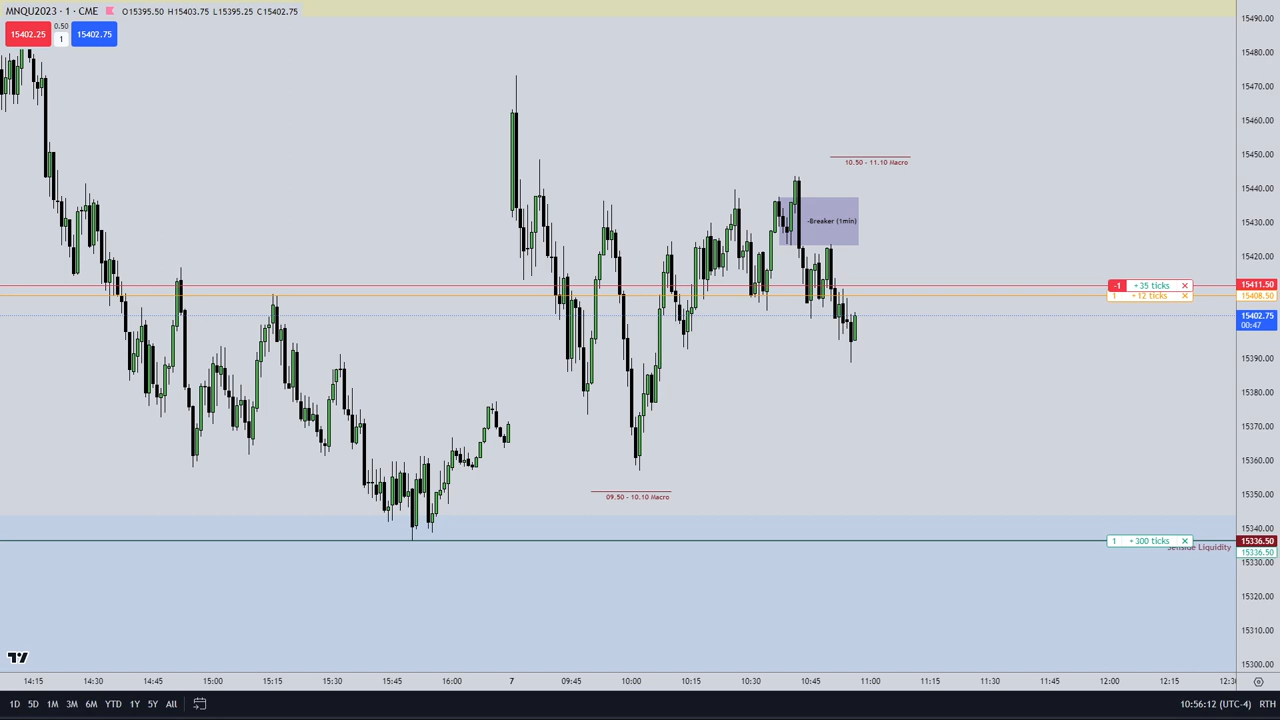 MNQU2023 · 1 · CME O15395.50 H15403.75 L15395.25 C15402.75
15402.25 0.50 1 15402.75
15490.00
15480.00
15470.00
15460.00
15450.00
10.50 - 11.10 Macro
15440.00
15430.00
-Breaker (1min)
15420.00
-1 +35 ticks × 15411.50
1 +12 ticks × 15408.50
15402.75
00:47
15390.00
15380.00
15370.00
15360.00
15350.00
09.50 - 10.10 Macro
15340.00
1 +300 ticks × 15336.50
Sellside Liquidity 15336.50
15330.00
15320.00
15310.00
15300.00
14:15 14:30 14:45 15:00 15:15 15:30 15:45 16:00 7 09:45 10:00 10:15 10:30 10:45 11:00 11:15 11:30 11:45 12:00 12:15
1D 5D 1M 3M 6M YTD 1Y 5Y All 10:56:12 (UTC-4) RTH